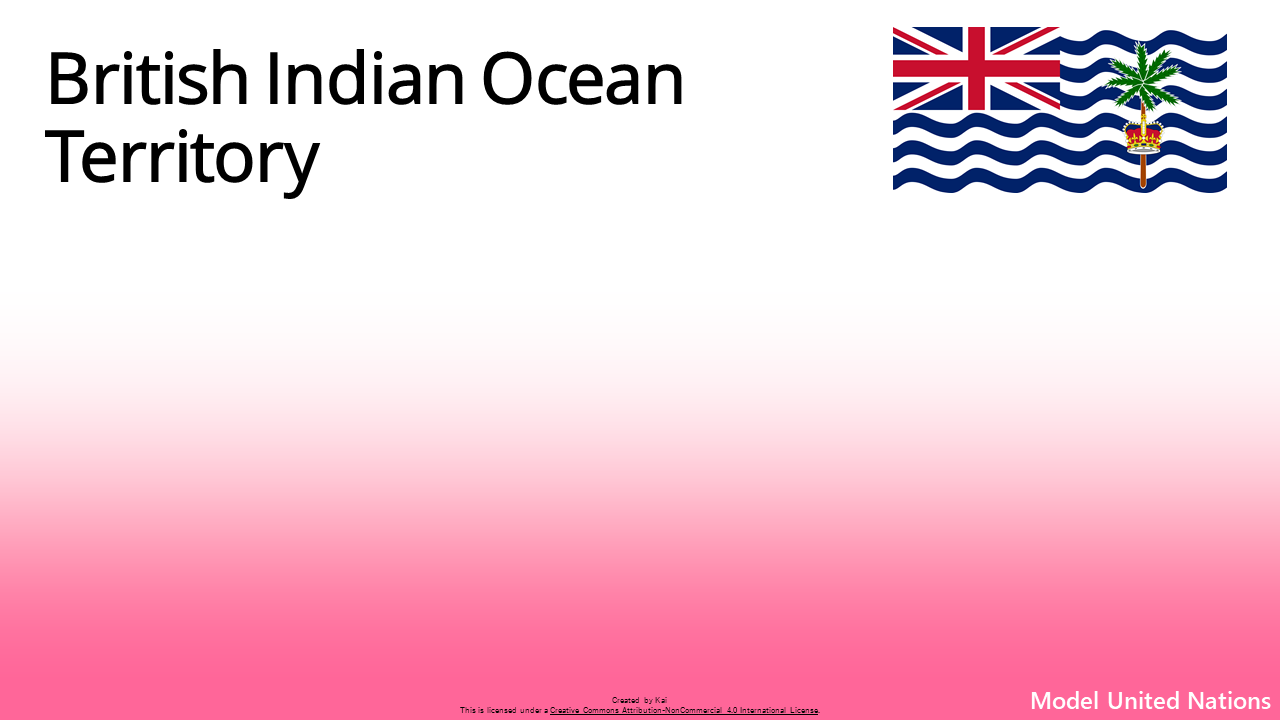 British Indian Ocean
Territory
Created by Kai
This is licensed under a Creative Commons Attribution-NonCommercial 4.0 International License.
Model United Nations